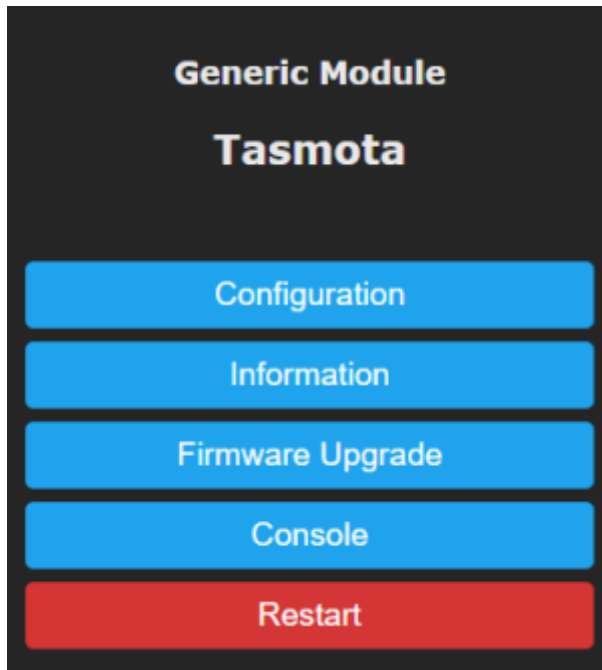 Generic Module
Tasmota
Configuration
Information
Firmware Upgrade
Console
Restart